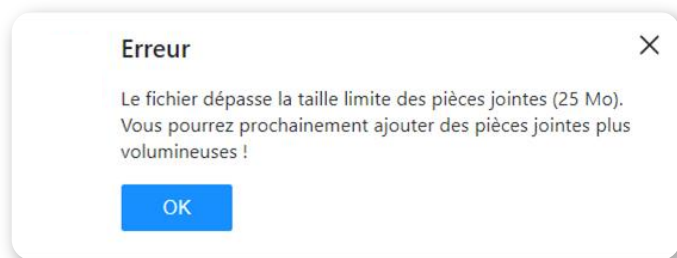 Erreur
Le fichier dépasse la taille limite des pièces jointes (25 Mo).
Vous pourrez prochainement ajouter des pièces jointes plus
volumineuses !
OK